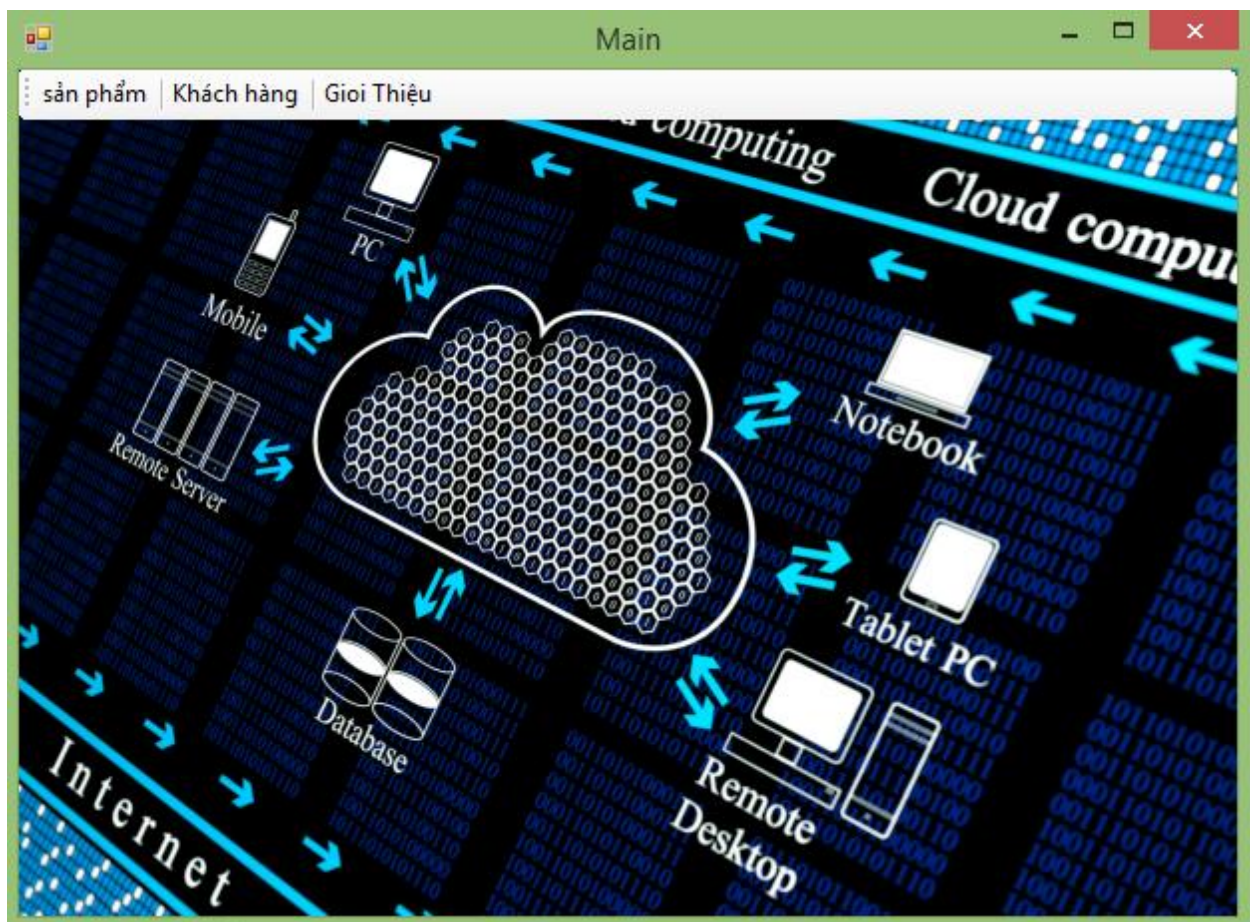 Main
sản phẩm
Khách hàng
Gioi Thiệu
computing
Cloud
PC
Mobile
Remote Server
Notebook
Tablet PC
Database
Remote
Desktop
Internet